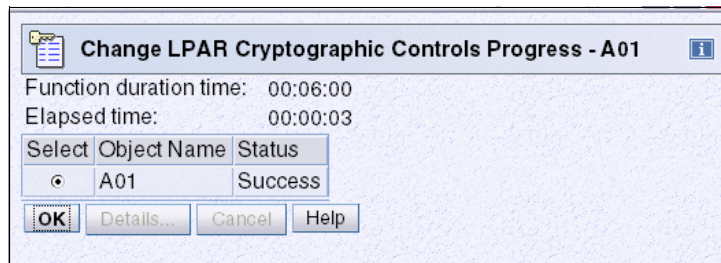 Change LPAR Cryptographic Controls Progress - A01
i
Function duration time: 00:06:00
Elapsed time: 00:00:03
Select Object Name Status
A01 Success
OK Details... Cancel Help